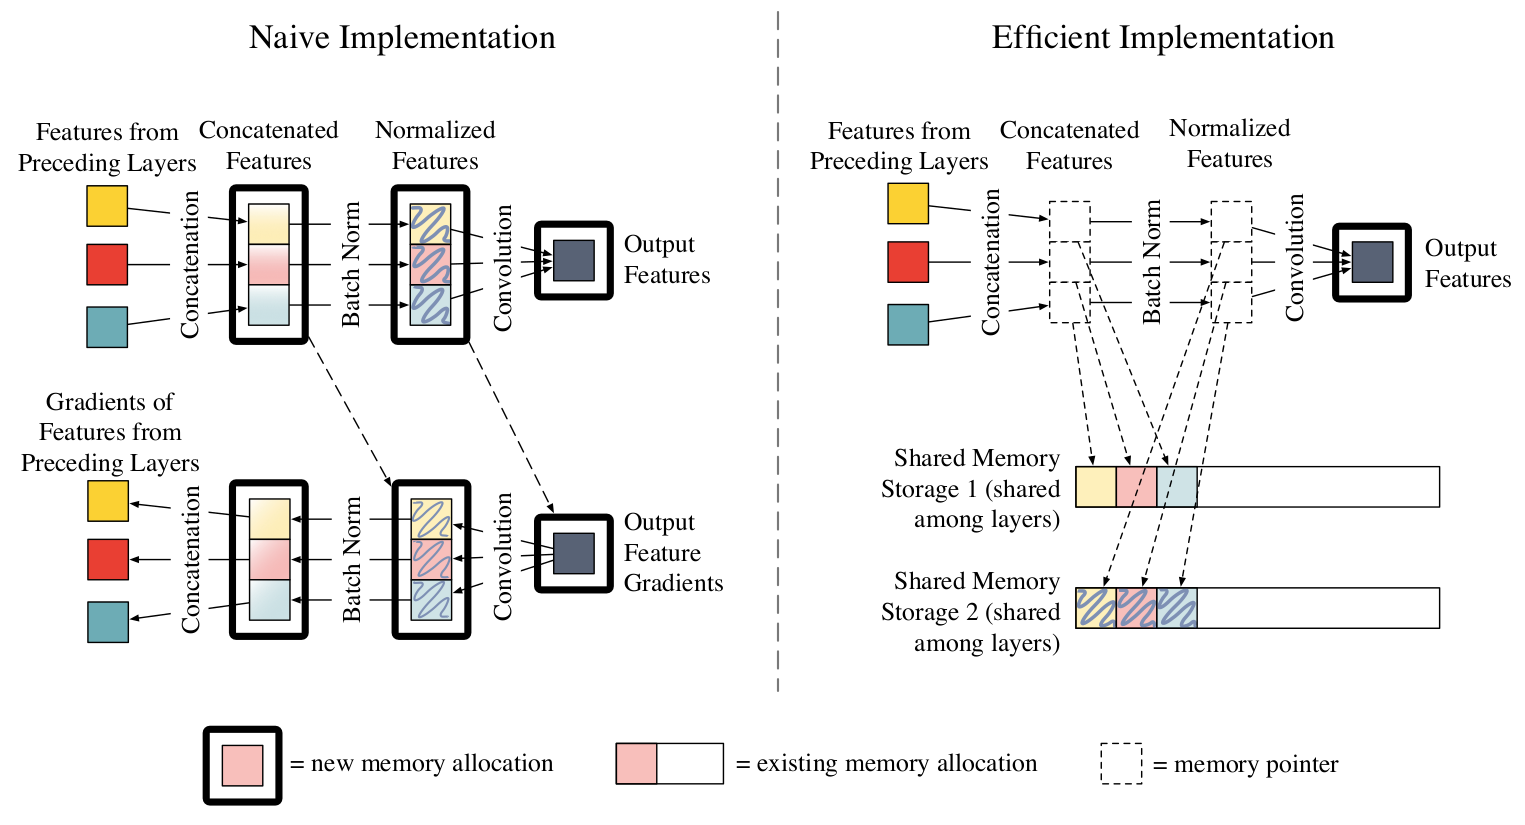 Naive Implementation
Features from
Preceding Layers
Concatenated
Features
Normalized
Features
Concatenation
Batch Norm
Convolution
Output
Features
Gradients of
Features from
Preceding Layers
Concatenation
Batch Norm
Convolution
Output
Feature
Gradients
Efficient Implementation
Features from
Preceding Layers
Concatenated
Features
Normalized
Features
Concatenation
Batch Norm
Convolution
Output
Features
Shared Memory
Storage 1 (shared
among layers)
Shared Memory
Storage 2 (shared
among layers)
= new memory allocation
= existing memory allocation
= memory pointer